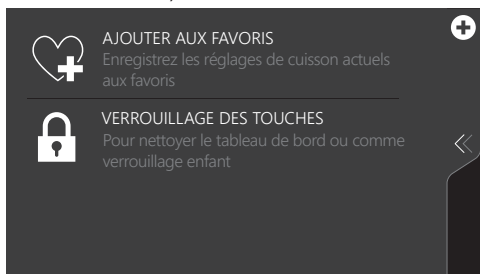 AJOUTER AUX FAVORIS
Enregistrez les réglages de cuisson actuels
aux favoris
VERROUILLAGE DES TOUCHES
Pour nettoyer le tableau de bord ou comme
verrouillage enfant